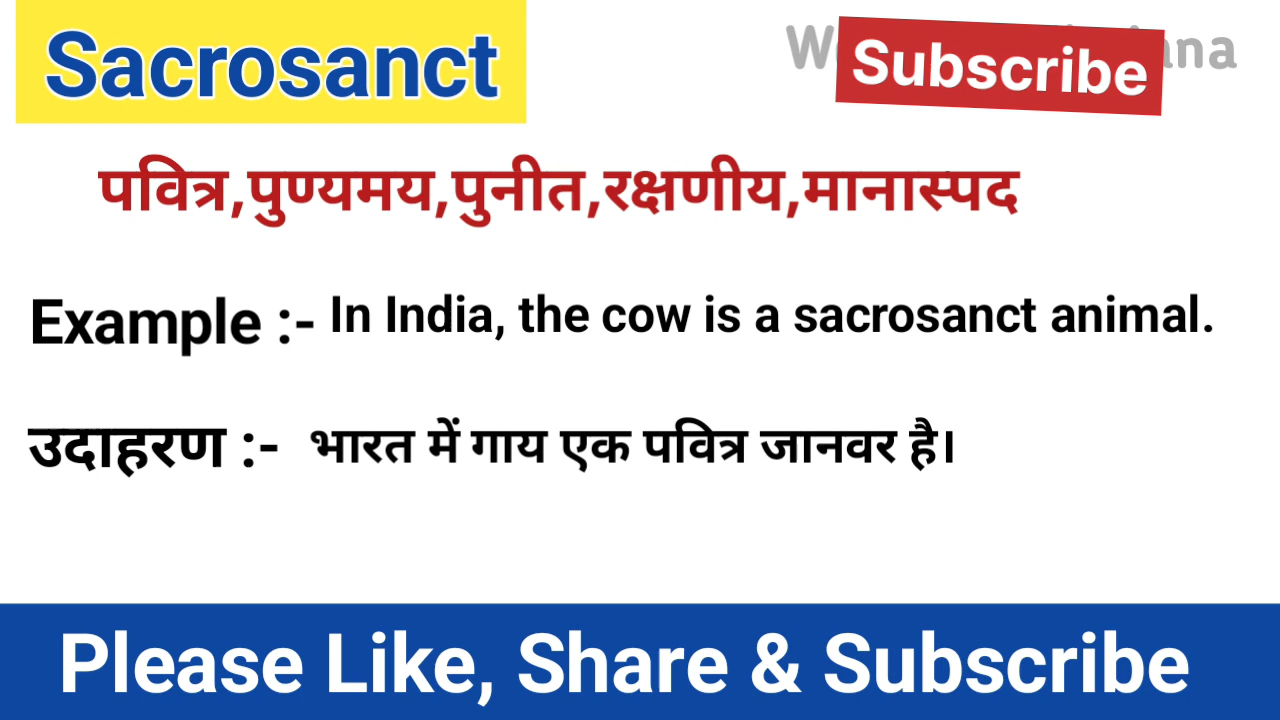 Sacrosanct
Subscribe
पवित्र,पुण्यमय,पुनीत,रक्षणीय,मानास्पद
Example :- In India, the cow is a sacrosanct animal.
उदाहरण :- भारत में गाय एक पवित्र जानवर है।
Please Like, Share & Subscribe